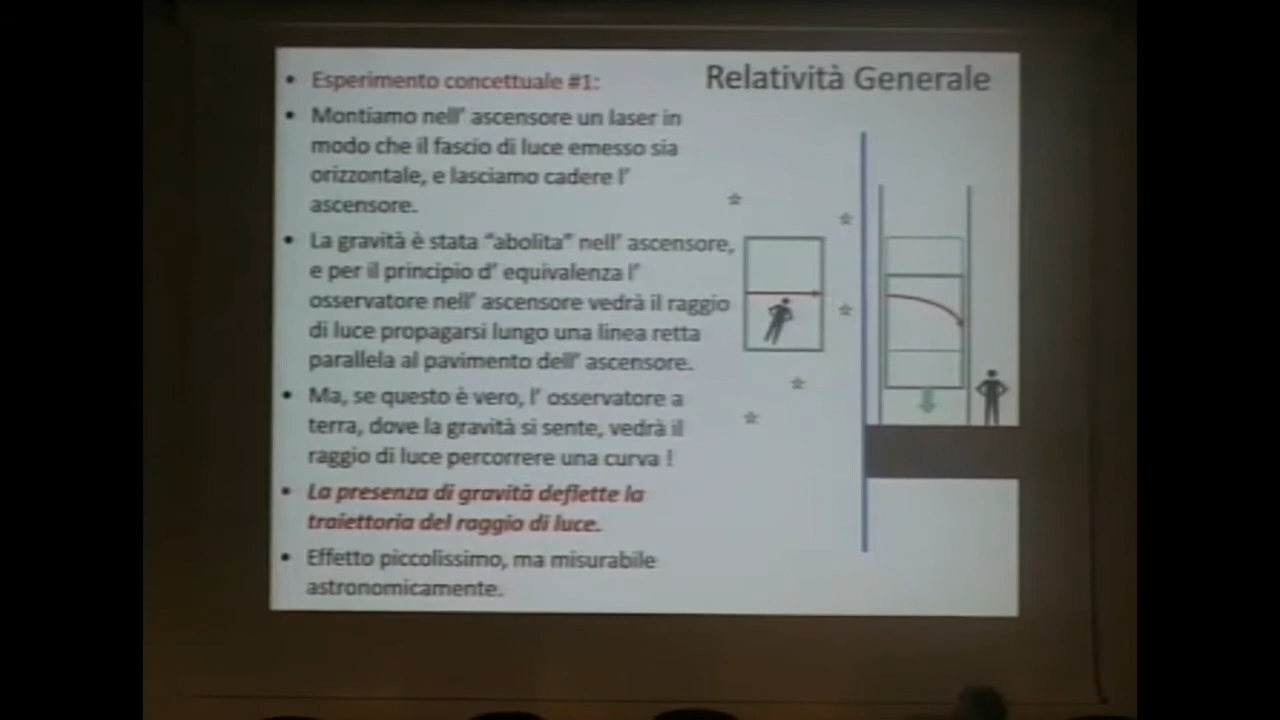 Relatività Generale
• Esperimento concettuale #1:
• Montiamo nell' ascensore un laser in
modo che il fascio di luce emesso sia
orizzontale, e lasciamo cadere l'
ascensore.
• La gravità è stata "abolita" nell' ascensore,
e per il principio d' equivalenza l'
osservatore nell' ascensore vedrà il raggio
di luce propagarsi lungo una linea retta
parallela al pavimento dell' ascensore.
• Ma, se questo è vero, l' osservatore a
terra, dove la gravità si sente, vedrà il
raggio di luce percorrere una curva !
• La presenza di gravità deflette la
traiettoria del raggio di luce.
• Effetto piccolissimo, ma misurabile
astronomicamente.